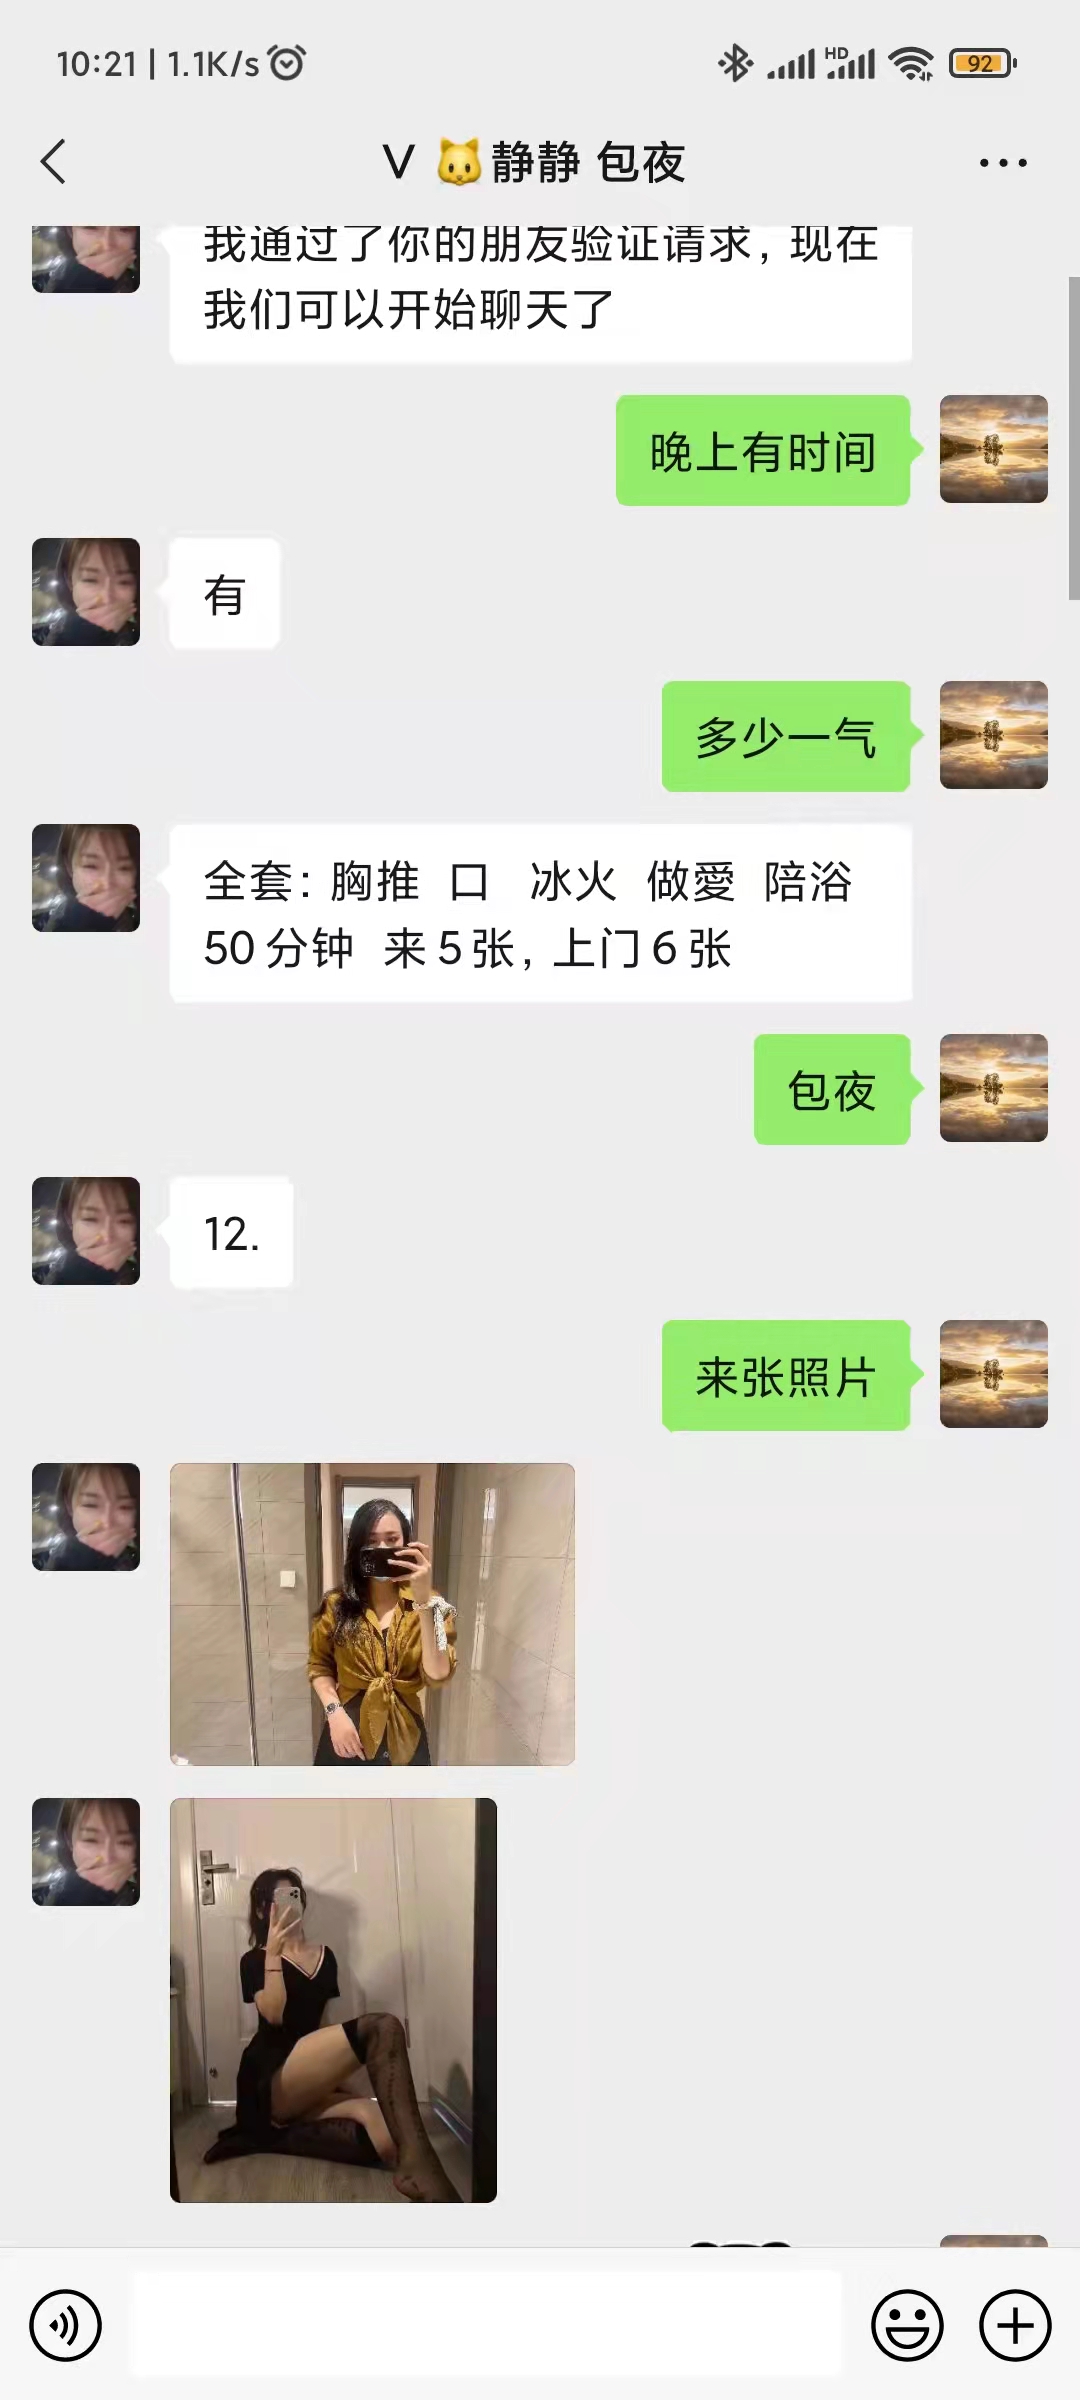 10:21 | 1.1K/s
HD
92
V 🐱静静 包夜
我通过了你的朋友验证请求，现在
我们可以开始聊天了
晚上有时间
有
多少一气
全套：胸推 口 冰火 做愛 陪浴
50分钟 来5张，上门6张
包夜
12.
来张照片